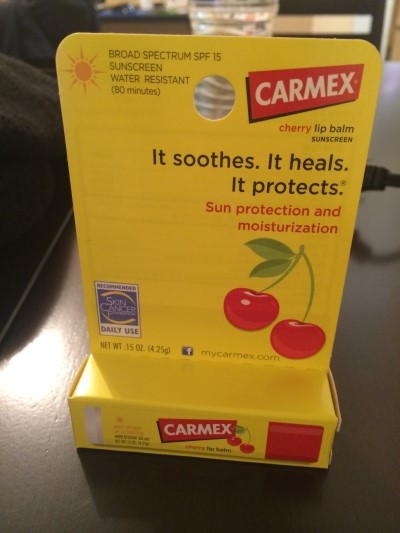 BROAD SPECTRUM SPF 15
SUNSCREEN
WATER RESISTANT
(80 minutes)
CARMEX®
cherry lip balm
SUNSCREEN
It soothes. It heals.
It protects.®
Sun protection and
moisturization
RECOMMENDED
SKIN
CANCER
DAILY USE
NET WT .15 OZ. (4.25g)
f mycarmex.com
CARMEX
cherry lip balm